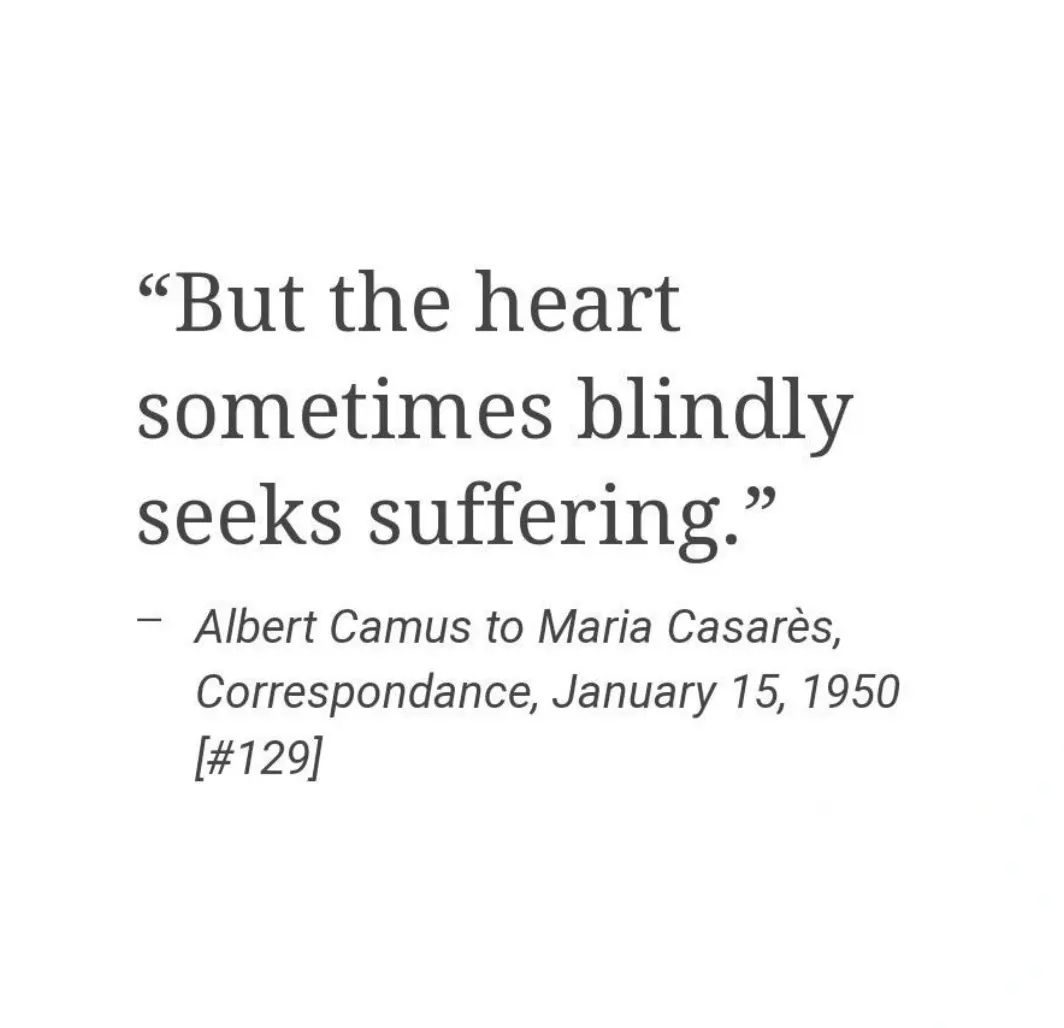 “But the heart
sometimes blindly
seeks suffering.”
— Albert Camus to Maria Casarès,
Correspondance, January 15, 1950
[#129]